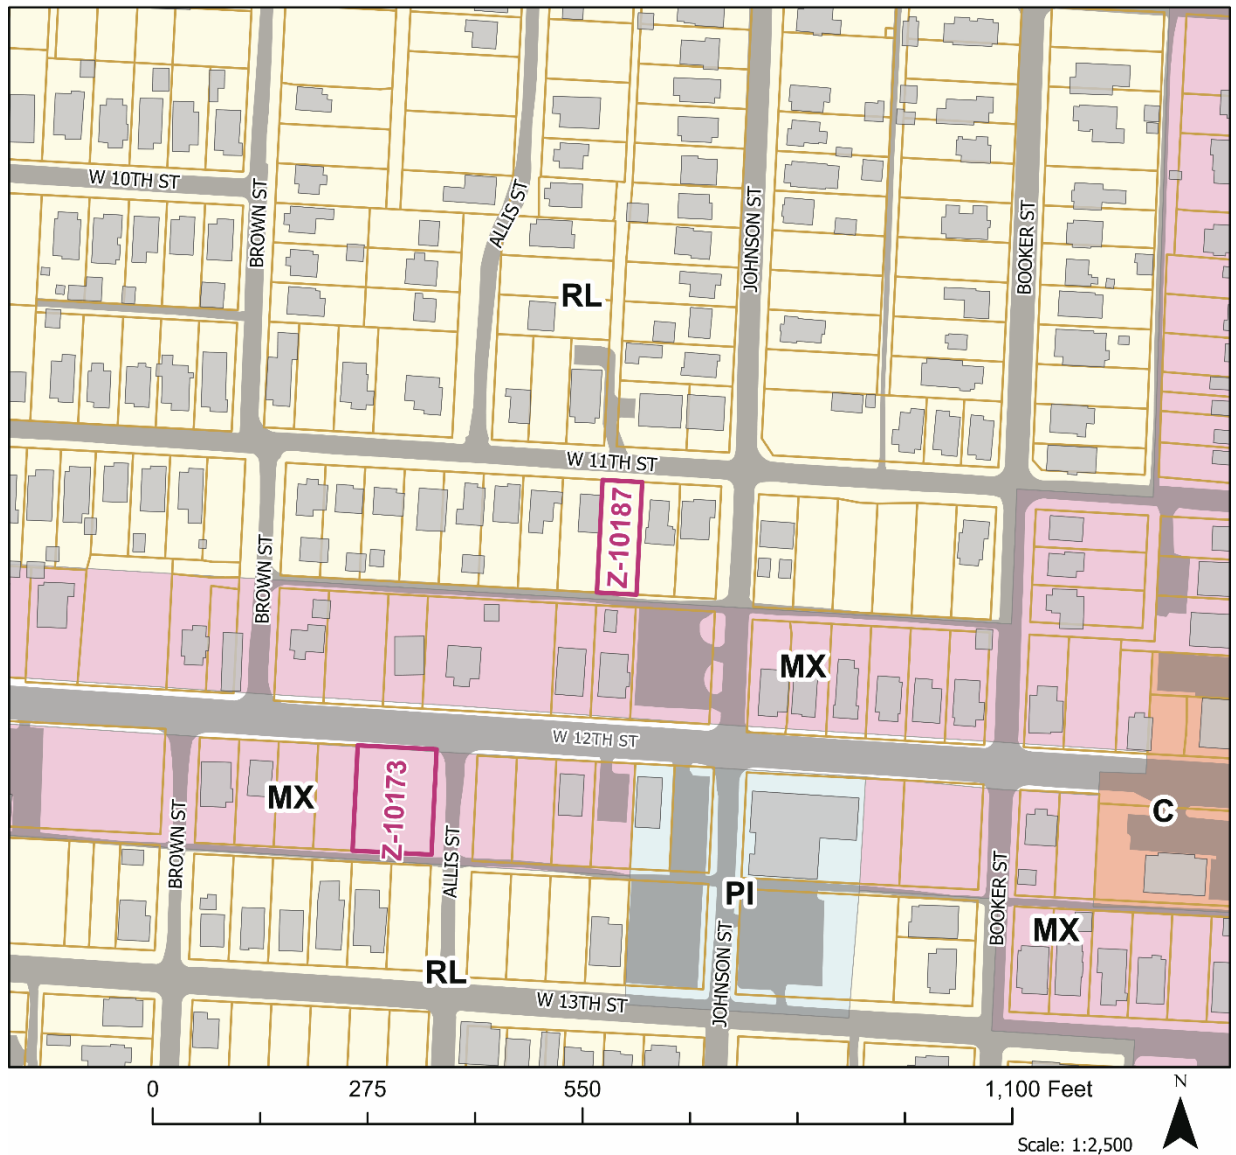 W 10TH ST
BROWN ST
ALLIS ST
JOHNSON ST
BOOKER ST
RL
W 11TH ST
Z-10187
BROWN ST
MX
W 12TH ST
MX
Z-10173
C
BROWN ST
ALLIS ST
PI
BOOKER ST
MX
RL
JOHNSON ST
W 13TH ST
0 275 550 1,100 Feet
N
Scale: 1:2,500